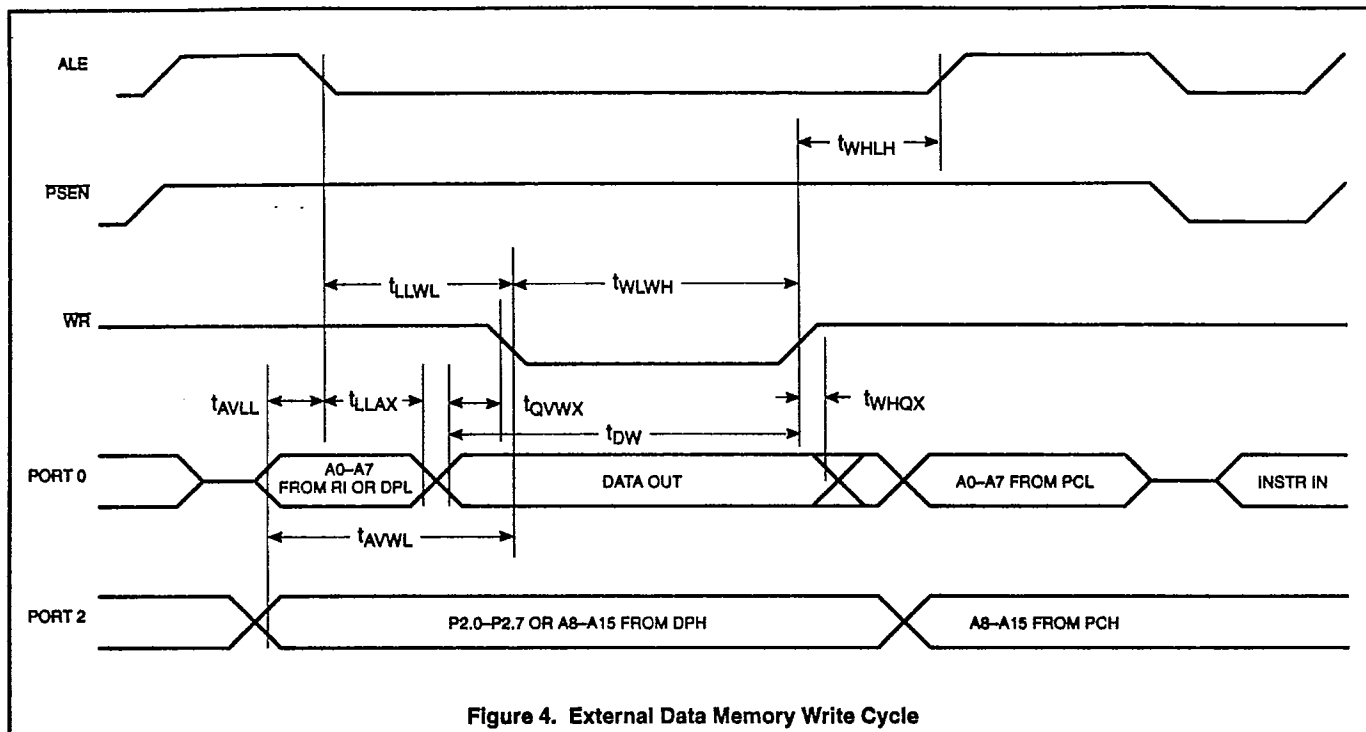 ALE
tWHLH
PSEN
tLLWL
tWLWH
WR
tAVLL
tLLAX
tQVWX
tWHQX
tDW
PORT 0
A0–A7
FROM RI OR DPL
DATA OUT
A0–A7 FROM PCL
INSTR IN
tAVWL
PORT 2
P2.0–P2.7 OR A8–A15 FROM DPH
A8–A15 FROM PCH
Figure 4. External Data Memory Write Cycle